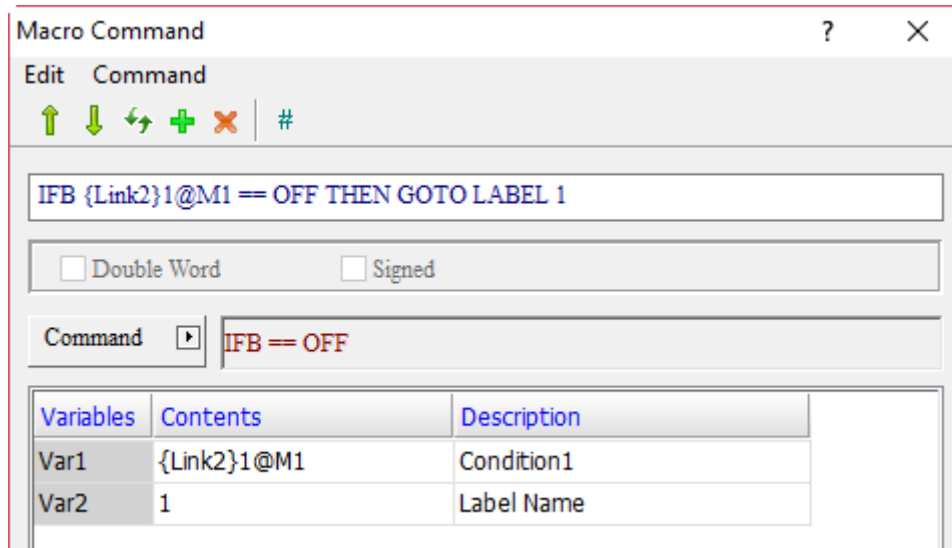 Macro Command ?
Edit Command
#
IFB {Link2}1@M1 == OFF THEN GOTO LABEL 1
Double Word Signed
Command IFB == OFF
Variables Contents Description
Var1 {Link2}1@M1 Condition1
Var2 1 Label Name